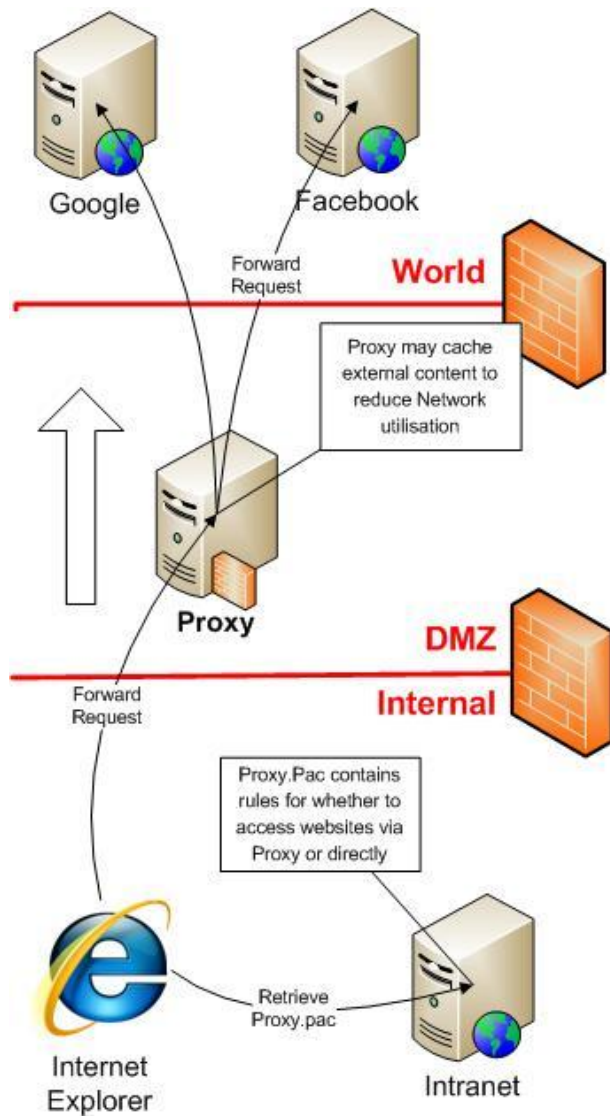 Google
Facebook
Forward
Request
World
Proxy may cache
external content to
reduce Network
utilisation
Proxy
DMZ
Forward
Request
Internal
Proxy.Pac contains
rules for whether to
access websites via
Proxy or directly
Retrieve
Proxy.pac
Internet
Explorer
Intranet